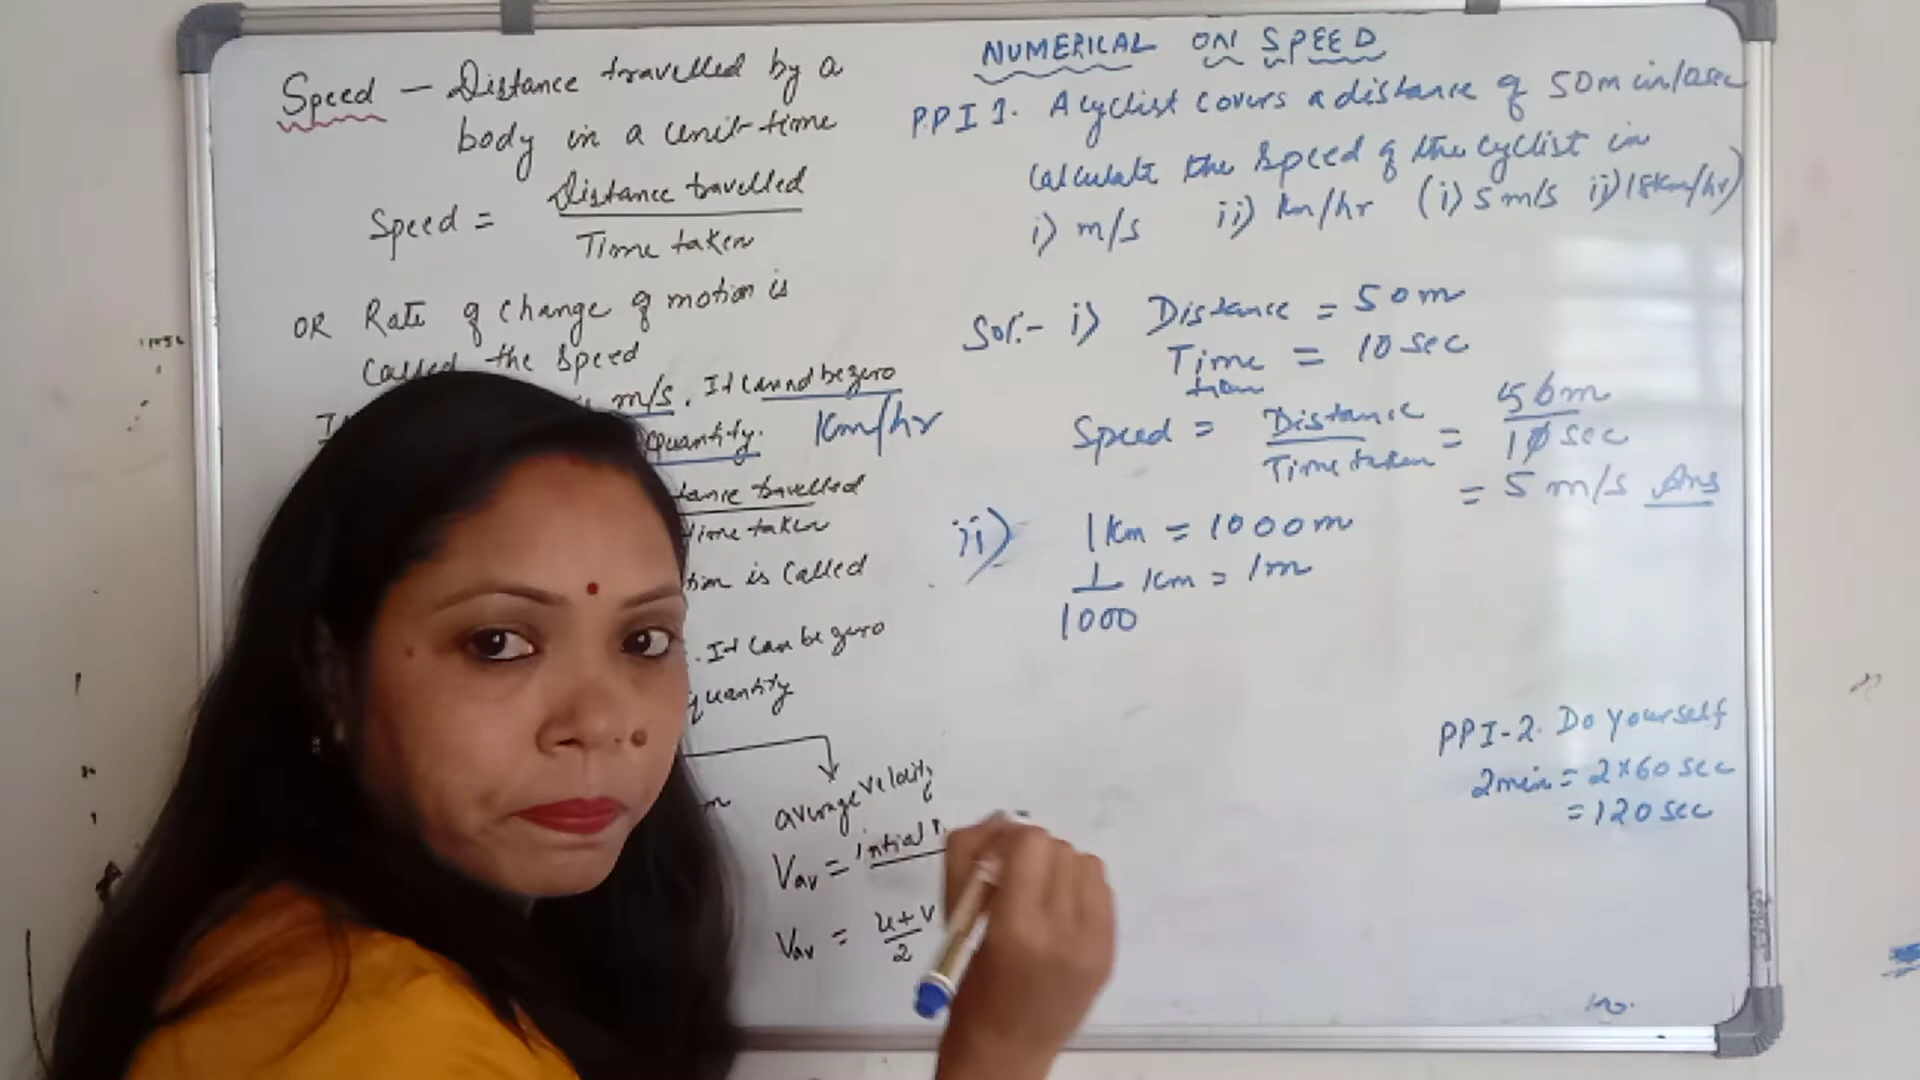 Speed - Distance travelled by a
body in a unit time
Speed = Distance travelled
Time taken
OR Rate of change of motion is
called the speed
m/s. It cannot be zero
quantity. Km/hr
tance travelled
time taken
tion is called
. It can be zero
quantity
average velocity
Vav = intial
Vav = u+v
2
NUMERICAL ON SPEED
PPI 1. A cyclist covers a distance of 50m in 10sec
calculate the speed of the cyclist in
i) m/s ii) km/hr (i) 5 m/s ii) 18km/hr)
Sol:- i) Distance = 50m
Time = 10 sec
Speed = Distance = 50m
Time taken 10 sec
= 5 m/s Ans
ii) 1 Km = 1000m
1 Km = 1m
1000
PPI-2. Do yourself
2min = 2x60 sec
= 120 sec